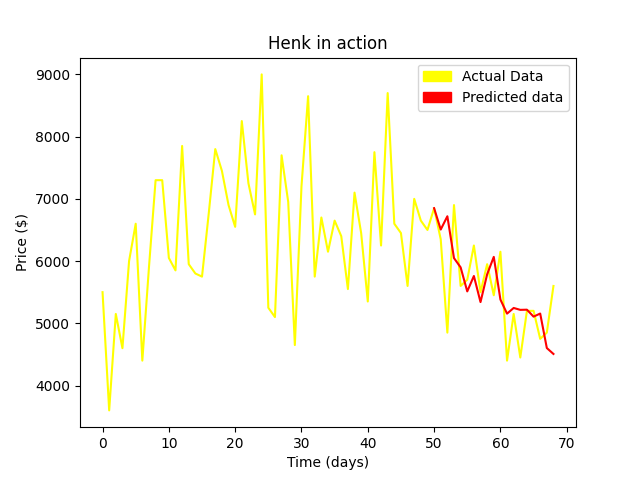 Henk in action
Actual Data
Predicted data
9000
8000
7000
6000
5000
4000
Price ($)
0 10 20 30 40 50 60 70
Time (days)